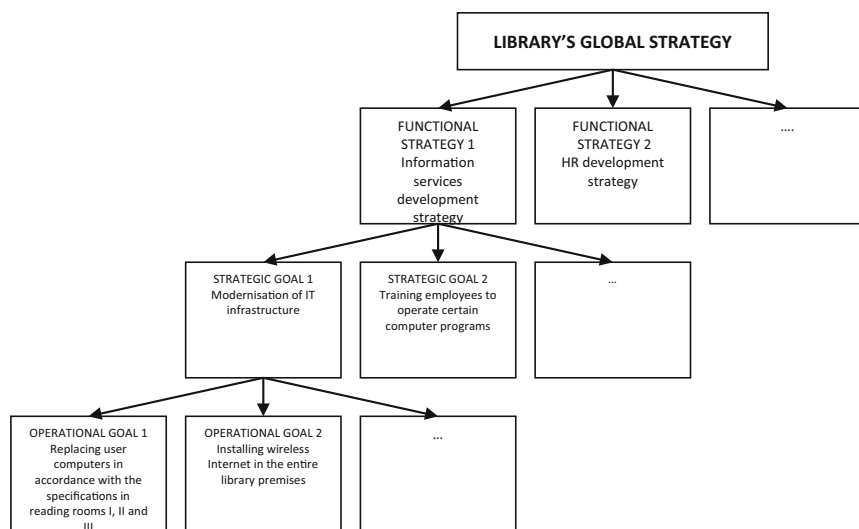 LIBRARY'S GLOBAL STRATEGY
FUNCTIONAL
STRATEGY 1
Information
services
development
strategy
FUNCTIONAL
STRATEGY 2
HR development
strategy
....
STRATEGIC GOAL 1
Modernisation of IT
infrastructure
STRATEGIC GOAL 2
Training employees to
operate certain
computer programs
...
OPERATIONAL GOAL 1
Replacing user
computers in
accordance with the
specifications in
reading rooms I, II and
III
OPERATIONAL GOAL 2
Installing wireless
Internet in the entire
library premises
...